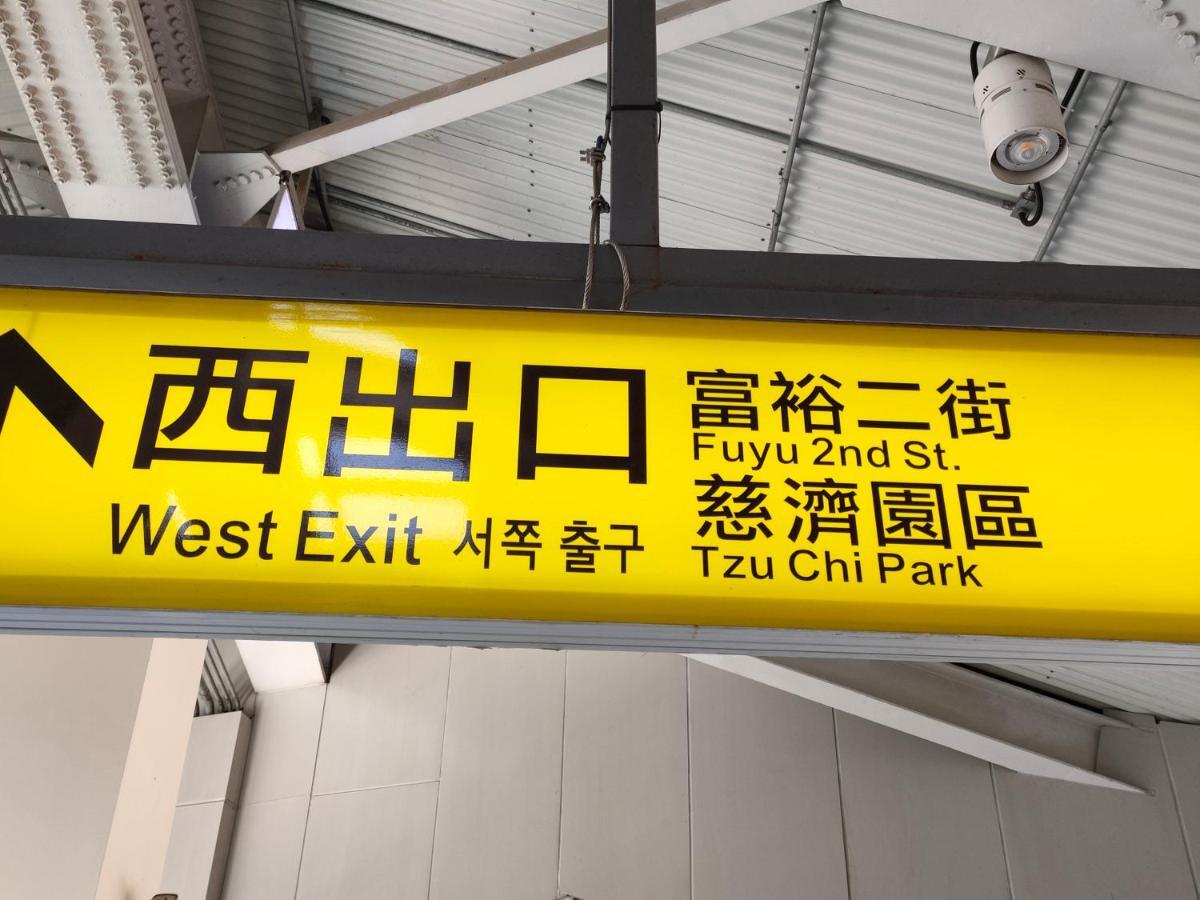 西出口
West Exit 서쪽 출구
富裕二街
Fuyu 2nd St.
慈濟園區
Tzu Chi Park